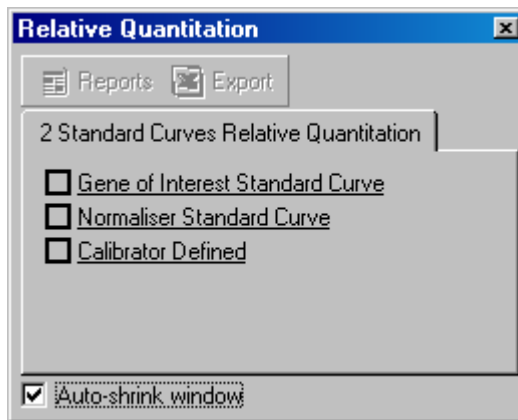 Relative Quantitation
Reports Export
2 Standard Curves Relative Quantitation
Gene of Interest Standard Curve
Normaliser Standard Curve
Calibrator Defined
Auto-shrink window